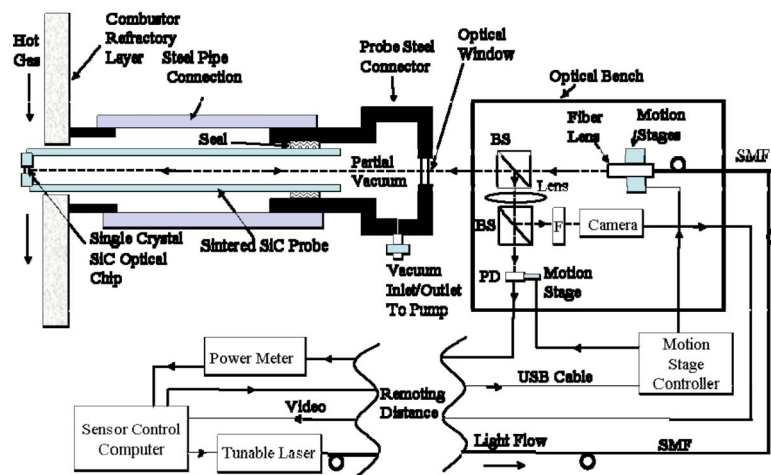 Hot
Gas
Combustor
Refractory
Layer
Steel Pipe
Connection
Probe Steel
Connector
Optical
Window
Optical Bench
Seal
Partial
Vacuum
BS
Fiber
Lens
Motion
Stages
SMF
Lens
BS
F
Camera
Single Crystal
SiC Optical
Chip
Sintered SiC Probe
Vacuum
Inlet/Outlet
To Pump
PD
Motion
Stage
Power Meter
Motion
Stage
Controller
USB Cable
Remoting
Distance
Video
Sensor Control
Computer
Tunable Laser
Light Flow
SMF